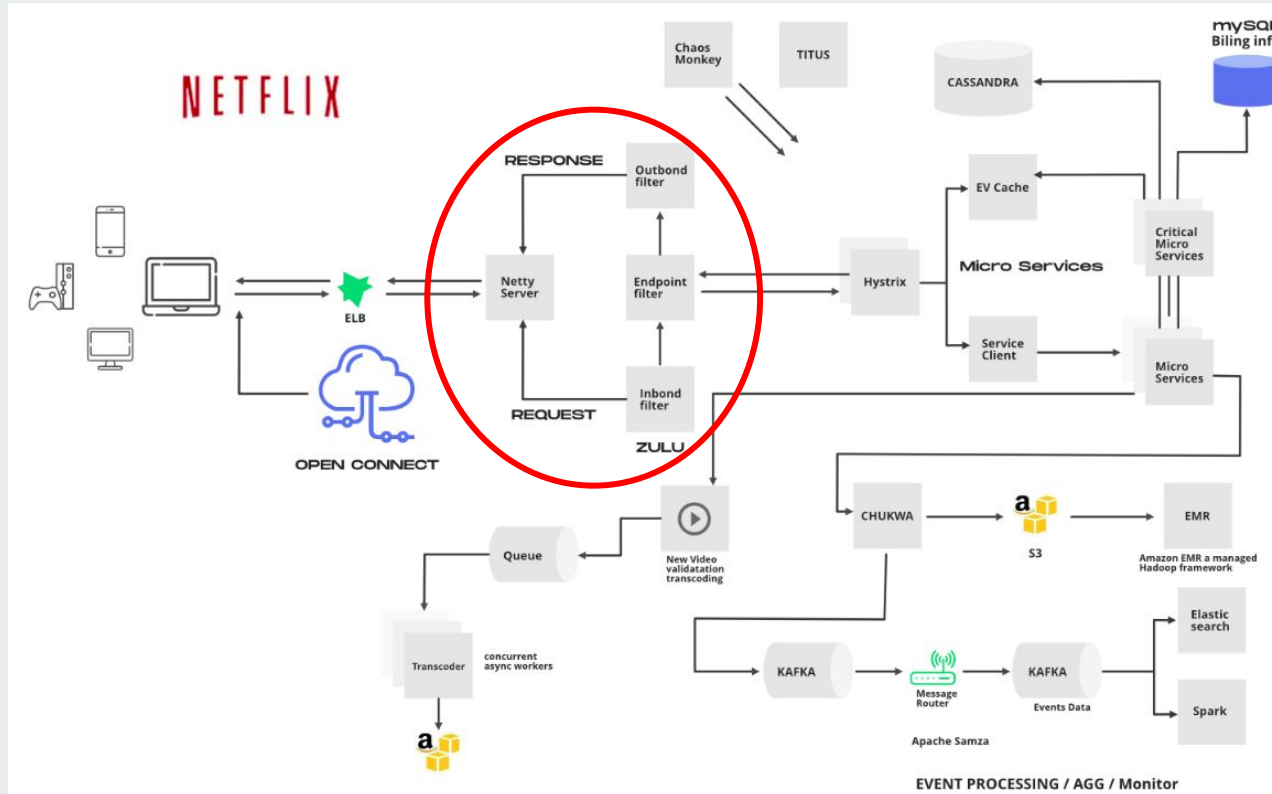 NETFLIX
Chaos
Monkey
TITUS
CASSANDRA
mySQL
Biling inf
RESPONSE
Outbond
filter
EV Cache
Critical
Micro
Services
Netty
Server
Endpoint
filter
Hystrix
Micro Services
ELB
Service
Client
Micro
Services
Inbond
filter
REQUEST
ZULU
OPEN CONNECT
Queue
New Video
validatation
transcoding
CHUKWA
a
S3
EMR
Amazon EMR a managed
Hadoop framework
Elastic
search
Transcoder
concurrent
async workers
KAFKA
Message
Router
KAFKA
Events Data
Spark
a
Apache Samza
EVENT PROCESSING / AGG / Monitor